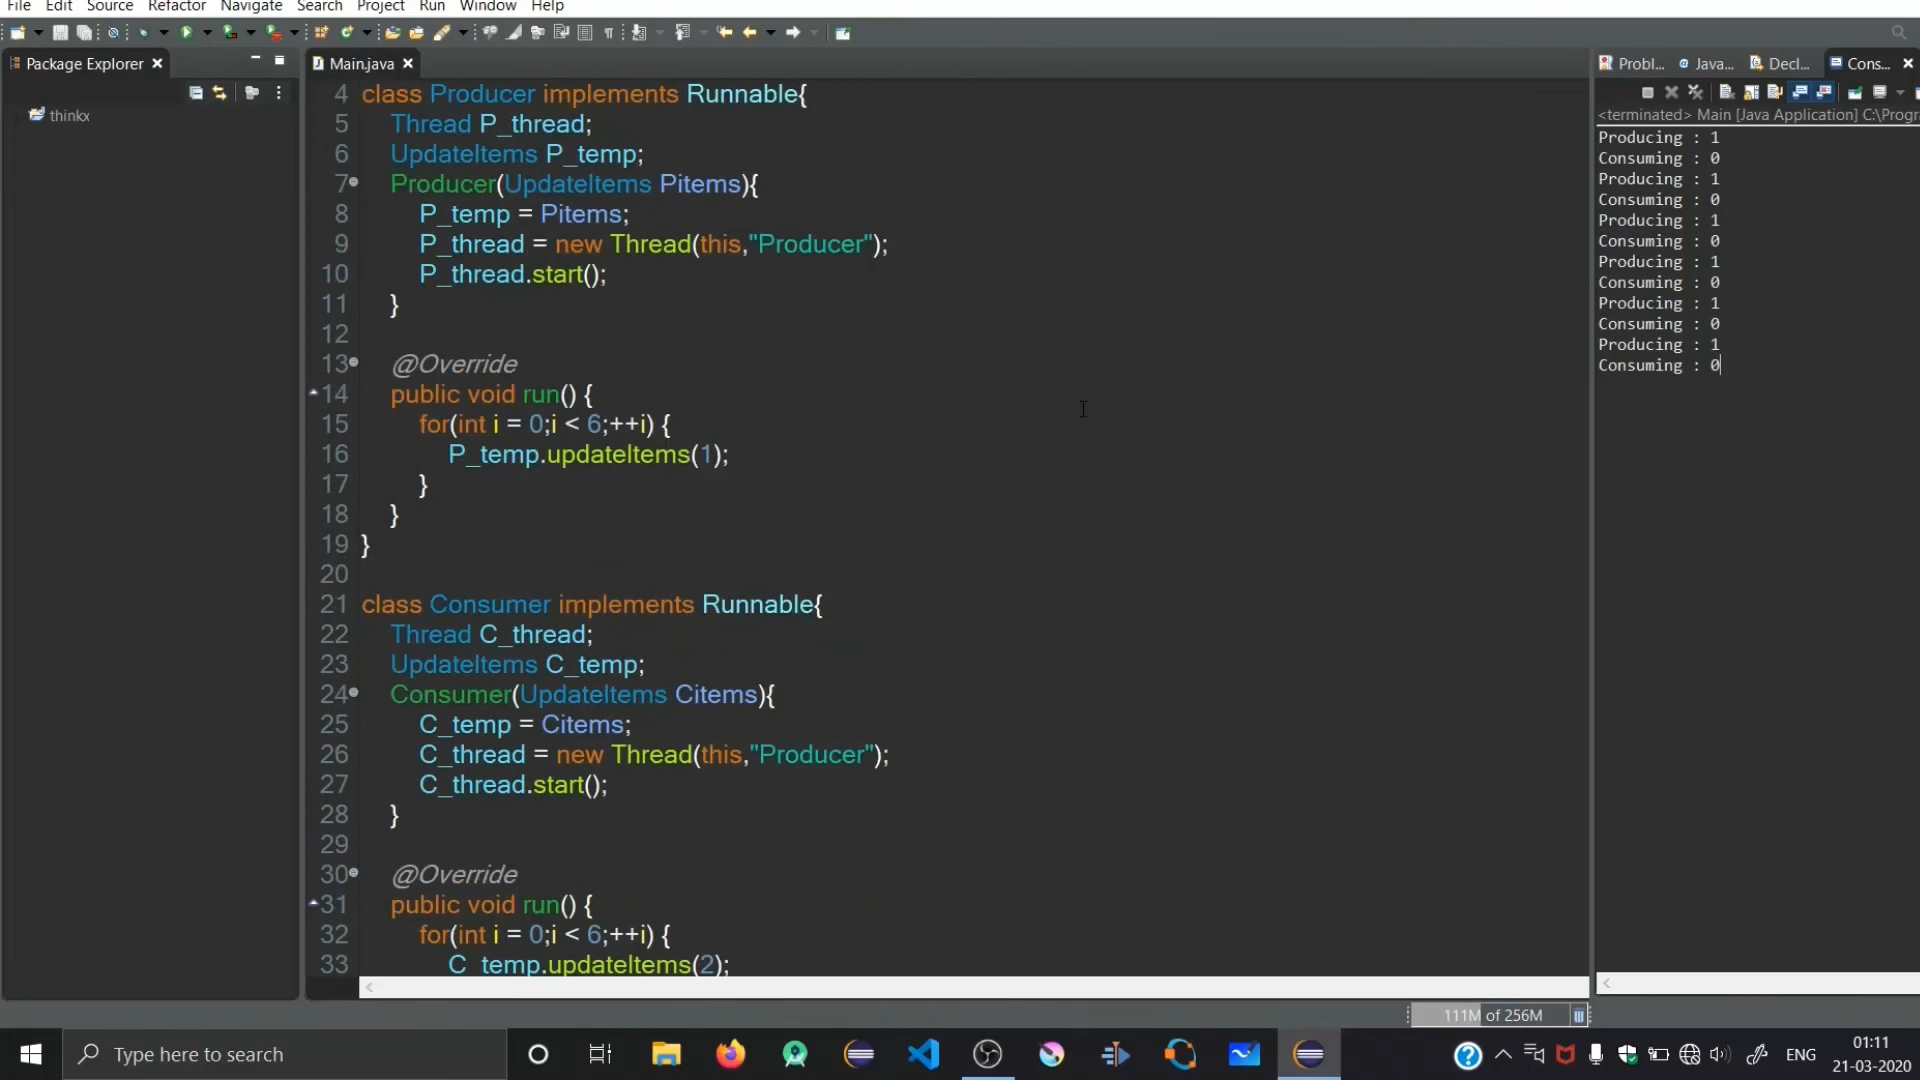 File Edit Source Refactor Navigate Search Project Run Window Help
Package Explorer
thinkx
Main.java
4 class Producer implements Runnable{
5 Thread P_thread;
6 UpdateItems P_temp;
7 Producer(UpdateItems Pitems){
8 P_temp = Pitems;
9 P_thread = new Thread(this,"Producer");
10 P_thread.start();
11 }
12
13 @Override
14 public void run() {
15 for(int i = 0;i < 6;++i) {
16 P_temp.updateItems(1);
17 }
18 }
19 }
20
21 class Consumer implements Runnable{
22 Thread C_thread;
23 UpdateItems C_temp;
24 Consumer(UpdateItems Citems){
25 C_temp = Citems;
26 C_thread = new Thread(this,"Producer");
27 C_thread.start();
28 }
29
30 @Override
31 public void run() {
32 for(int i = 0;i < 6;++i) {
33 C_temp.updateItems(2);
Probl... Java... Decl... Cons...
<terminated> Main [Java Application] C:\Progra
Producing : 1
Consuming : 0
Producing : 1
Consuming : 0
Producing : 1
Consuming : 0
Producing : 1
Consuming : 0
Producing : 1
Consuming : 0
Producing : 1
Consuming : 0
111M of 256M
Type here to search
ENG
01:11
21-03-2020